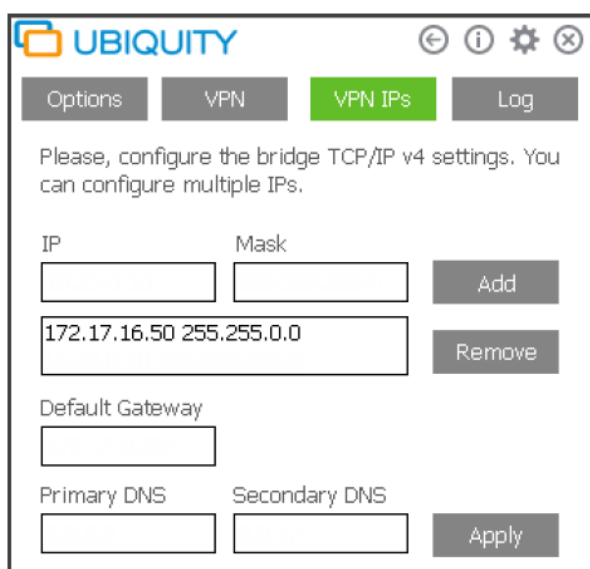 UBIQUITY
Options VPN VPN IPs Log
Please, configure the bridge TCP/IP v4 settings. You
can configure multiple IPs.
IP Mask
Add
172.17.16.50 255.255.0.0
Remove
Default Gateway
Primary DNS Secondary DNS
Apply